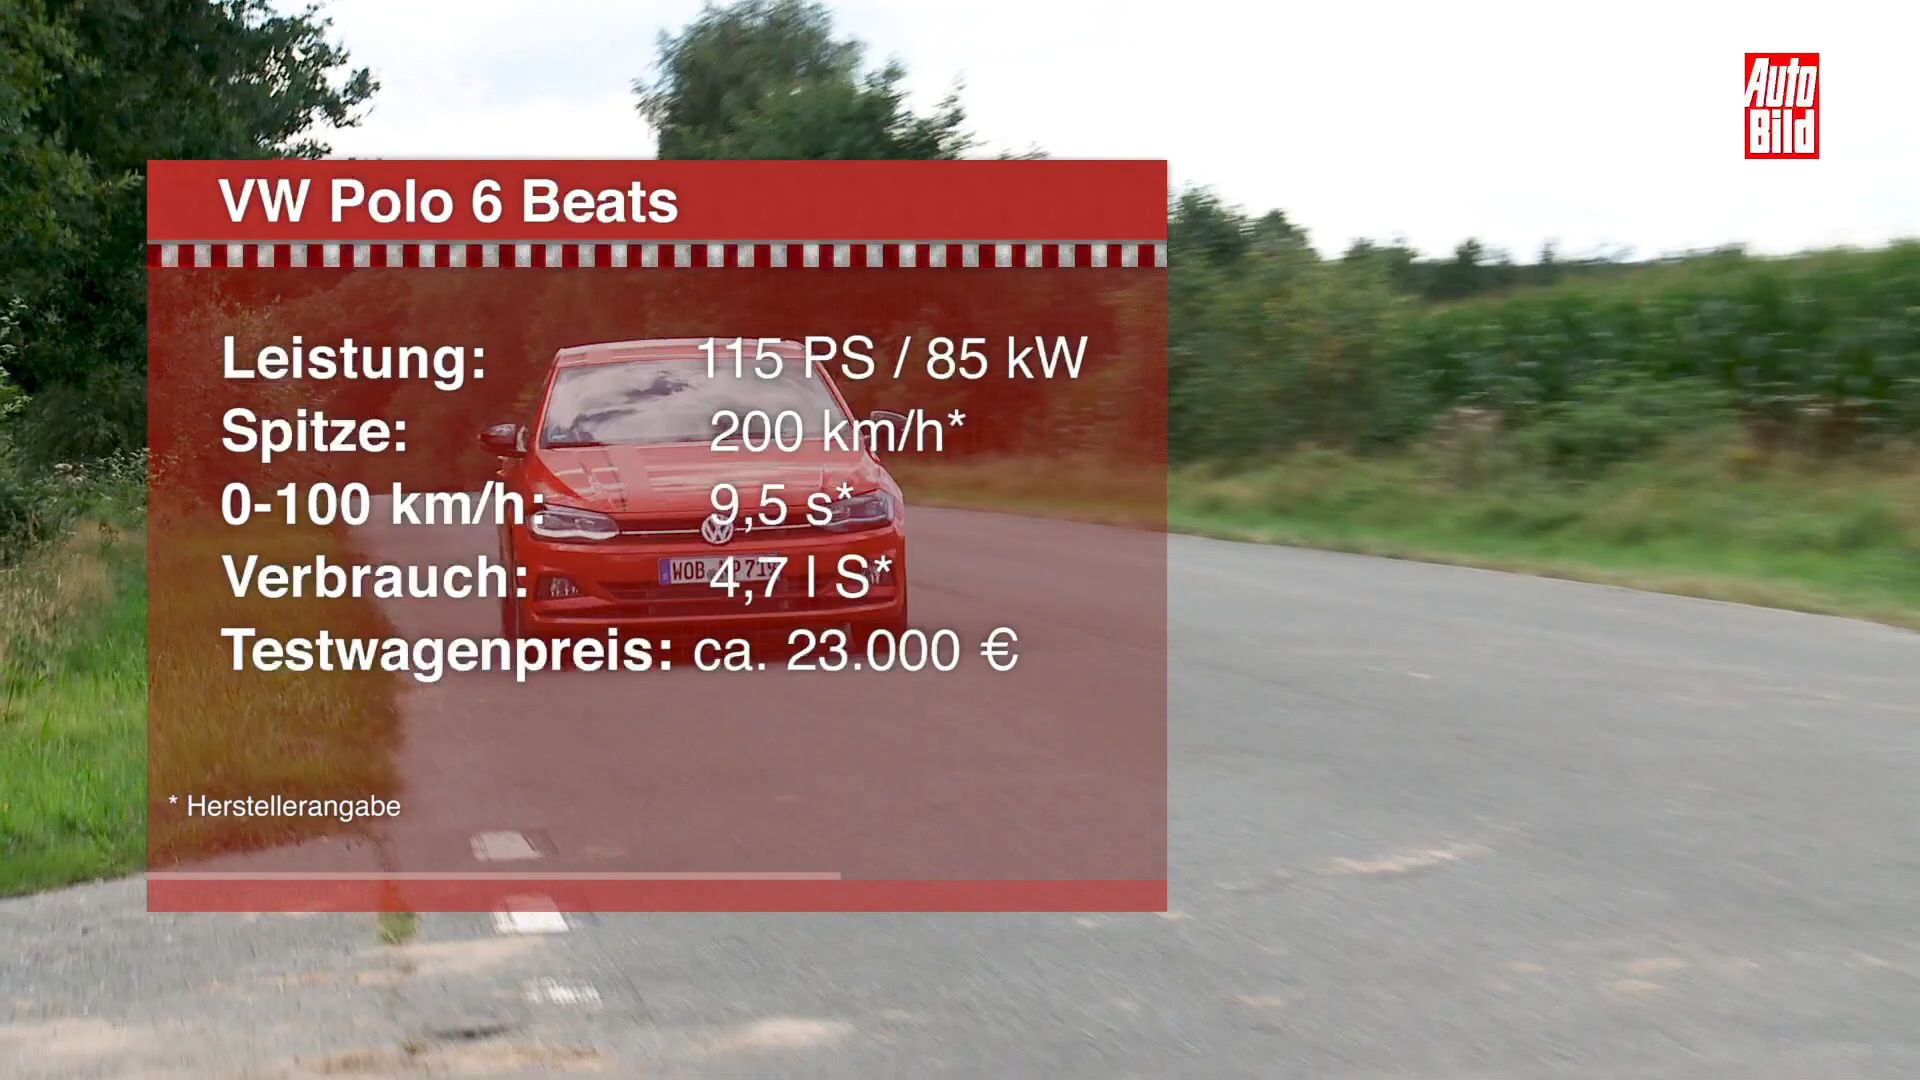 Auto
Bild
VW Polo 6 Beats
Leistung: 115 PS / 85 kW
Spitze: 200 km/h*
0-100 km/h: 9,5 s*
Verbrauch: 4,7 l S*
Testwagenpreis: ca. 23.000 €
* Herstellerangabe
WOB